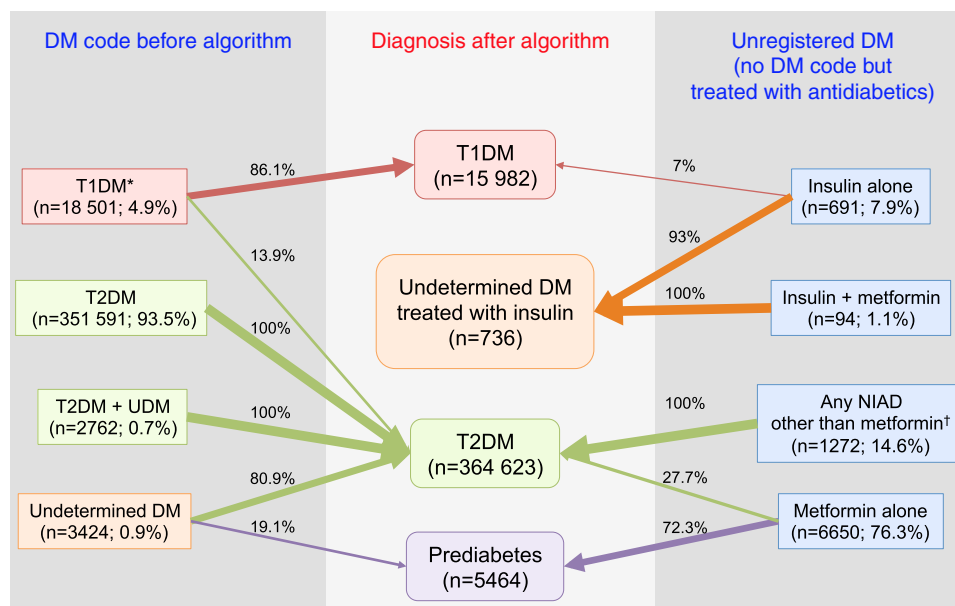 DM code before algorithm
Diagnosis after algorithm
Unregistered DM
(no DM code but
treated with antidiabetics)
T1DM*
(n=18 501; 4.9%)
T2DM
(n=351 591; 93.5%)
T2DM + UDM
(n=2762; 0.7%)
Undetermined DM
(n=3424; 0.9%)
86.1%
13.9%
100%
100%
80.9%
19.1%
T1DM
(n=15 982)
Undetermined DM
treated with insulin
(n=736)
T2DM
(n=364 623)
Prediabetes
(n=5464)
7%
93%
100%
100%
27.7%
72.3%
Insulin alone
(n=691; 7.9%)
Insulin + metformin
(n=94; 1.1%)
Any NIAD
other than metformin†
(n=1272; 14.6%)
Metformin alone
(n=6650; 76.3%)